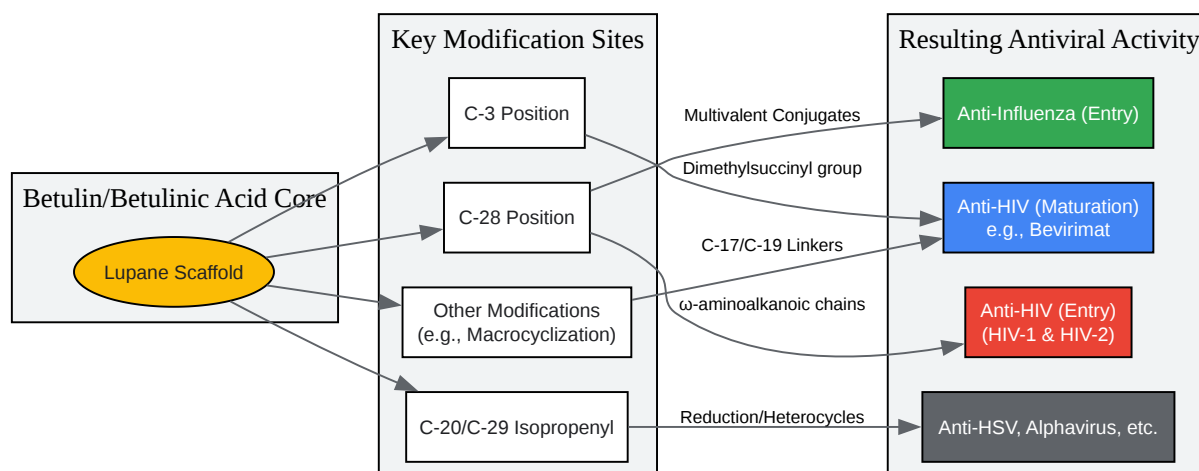 Betulin/Betulinic Acid Core
Lupane Scaffold
Key Modification Sites
C-3 Position
C-28 Position
Other Modifications
(e.g., Macrocyclization)
C-20/C-29 Isopropenyl
Multivalent Conjugates
Dimethylsuccinyl group
C-17/C-19 Linkers
ω-aminoalkanoic chains
Reduction/Heterocycles
Resulting Antiviral Activity
Anti-Influenza (Entry)
Anti-HIV (Maturation)
e.g., Bevirimat
Anti-HIV (Entry)
(HIV-1 & HIV-2)
Anti-HSV, Alphavirus, etc.